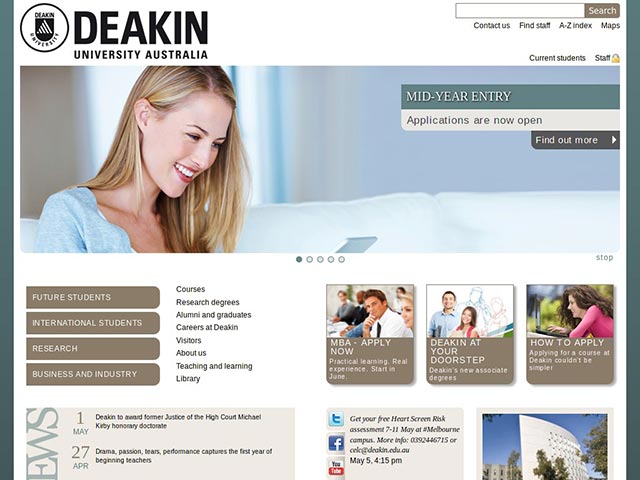 DEAKIN
UNIVERSITY
DEAKIN
UNIVERSITY AUSTRALIA
Search
Contact us Find staff A-Z index Maps
Current students Staff
MID-YEAR ENTRY
Applications are now open
Find out more
stop
FUTURE STUDENTS
INTERNATIONAL STUDENTS
RESEARCH
BUSINESS AND INDUSTRY
Courses
Research degrees
Alumni and graduates
Careers at Deakin
Visitors
About us
Teaching and learning
Library
MBA - APPLY
NOW
Practical learning. Real
experience. Start in
June.
DEAKIN AT
YOUR
DOORSTEP
Deakin's new associate
degrees
HOW TO APPLY
Applying for a course at
Deakin couldn't be
simpler
NEWS
1
MAY
Deakin to award former Justice of the High Court Michael
Kirby honorary doctorate
27
APR
Drama, passion, tears, performance captures the first year of
beginning teachers
You
Tube
Get your free Heart Screen Risk
assessment 7-11 May at #Melbourne
campus. More info: 0392446715 or
celc@deakin.edu.au
May 5, 4:15 pm